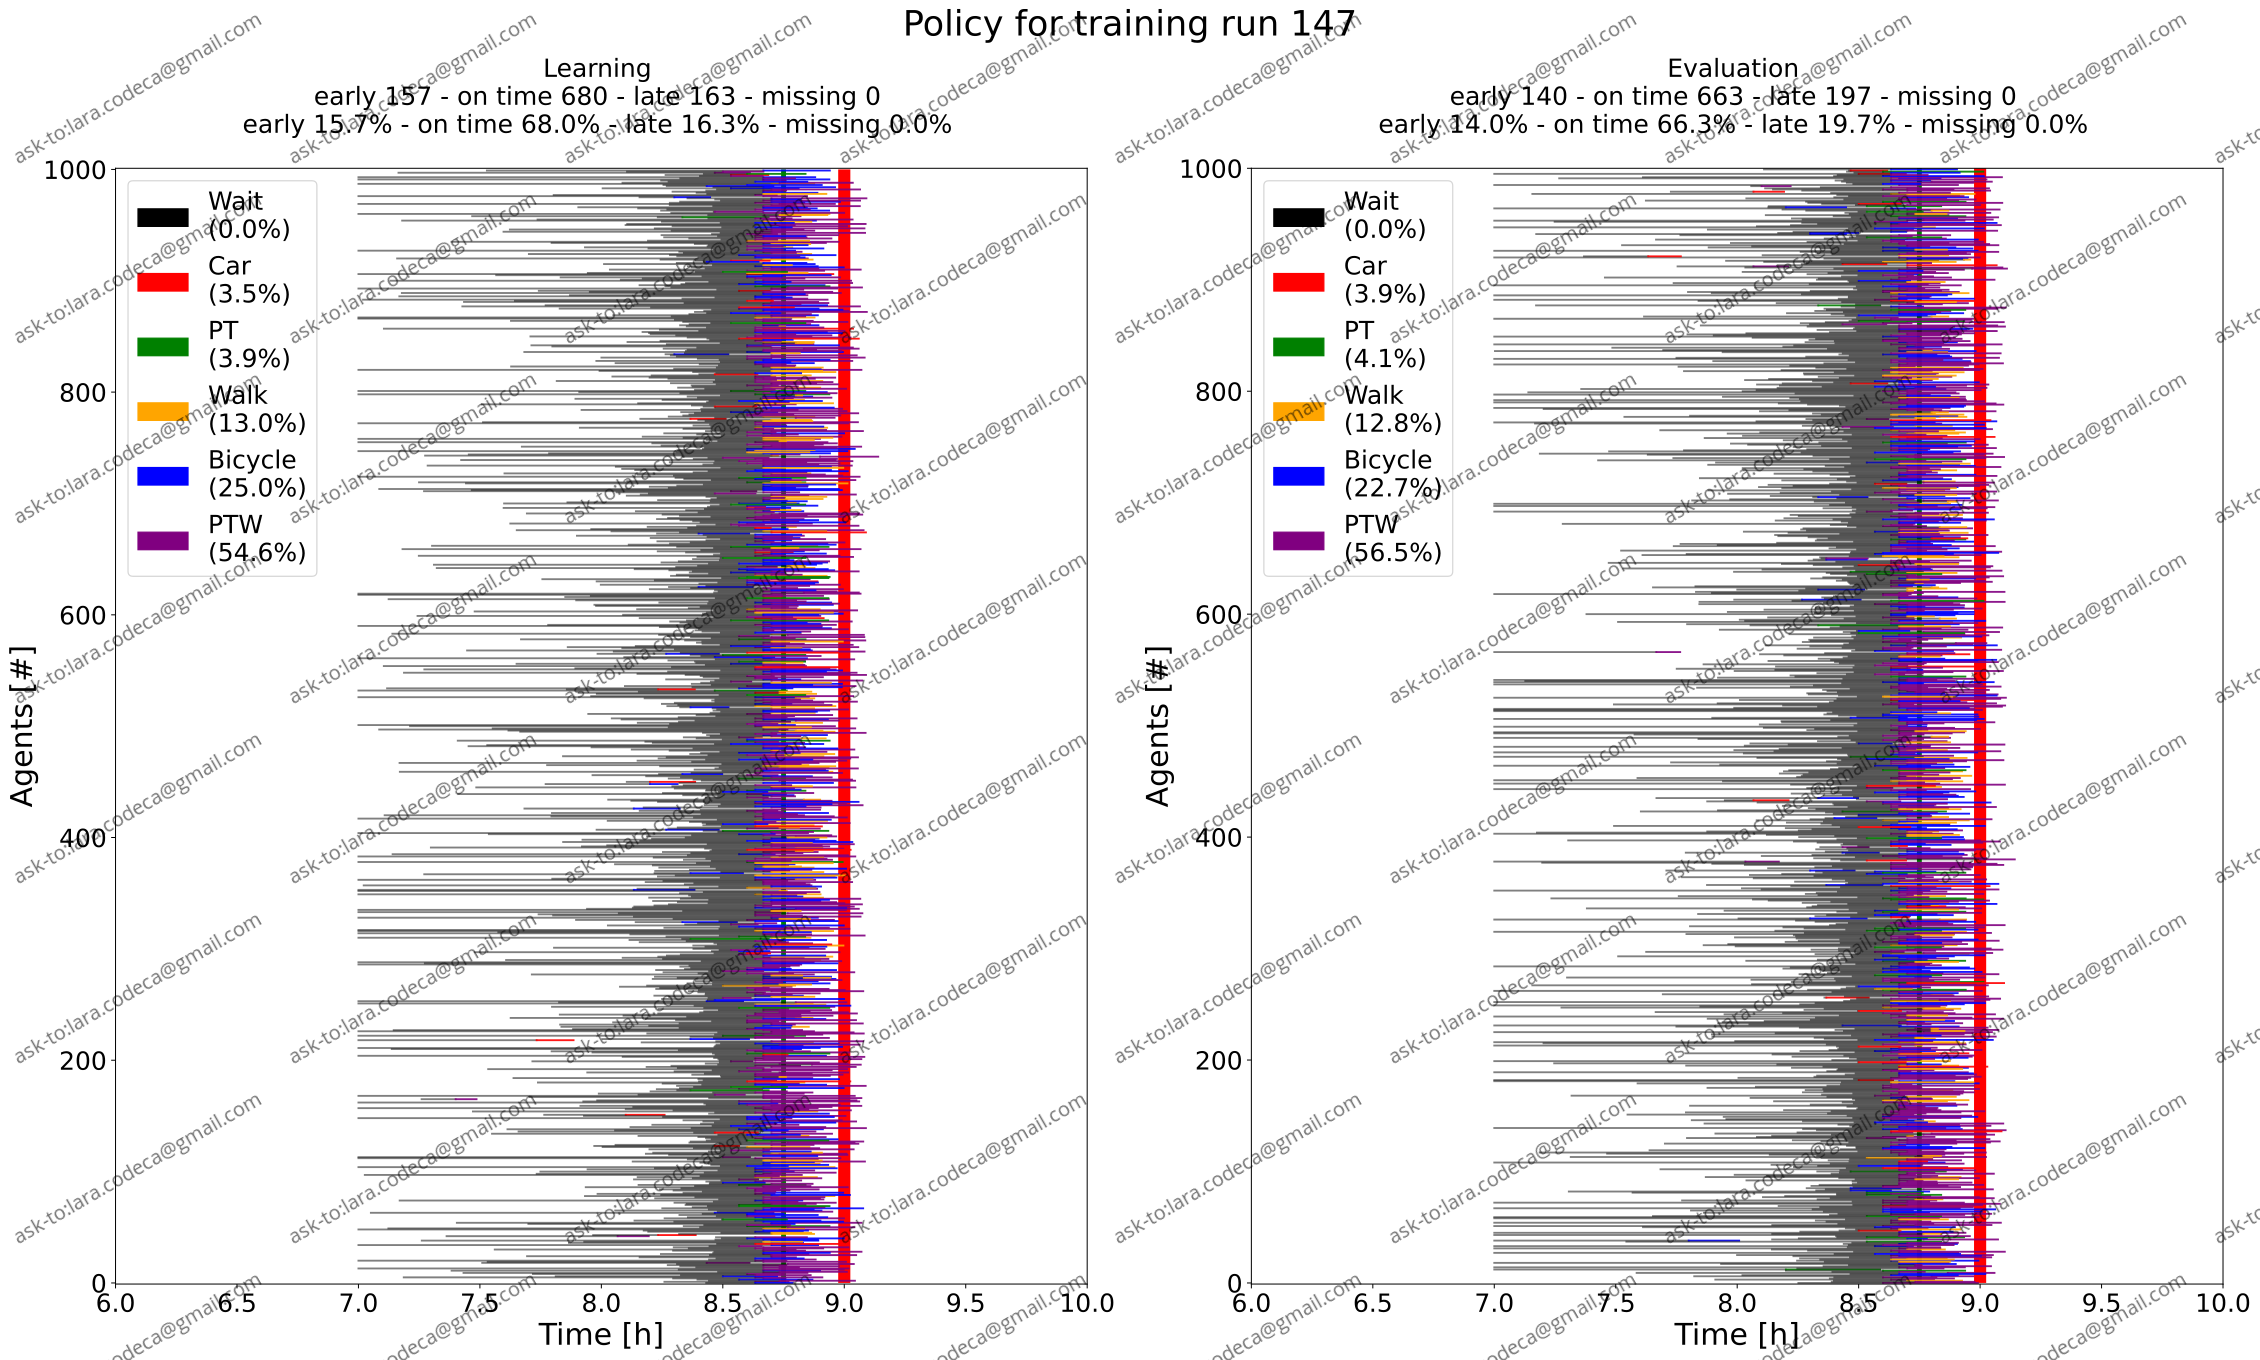 Policy for training run 147
Learning
early 157 - on time 680 - late 163 - missing 0
early 15.7% - on time 68.0% - late 16.3% - missing 0.0%
1000
800
600
400
200
0
Agents [#]
Wait
(0.0%)
Car
(3.5%)
PT
(3.9%)
Walk
(13.0%)
Bicycle
(25.0%)
PTW
(54.6%)
6.0 6.5 7.0 7.5 8.0 8.5 9.0 9.5 10.0
Time [h]
Evaluation
early 140 - on time 663 - late 197 - missing 0
early 14.0% - on time 66.3% - late 19.7% - missing 0.0%
1000
800
600
400
200
0
Agents [#]
Wait
(0.0%)
Car
(3.9%)
PT
(4.1%)
Walk
(12.8%)
Bicycle
(22.7%)
PTW
(56.5%)
6.0 6.5 7.0 7.5 8.0 8.5 9.0 9.5 10.0
Time [h]
ask-to:lara.codeca@gmail.com